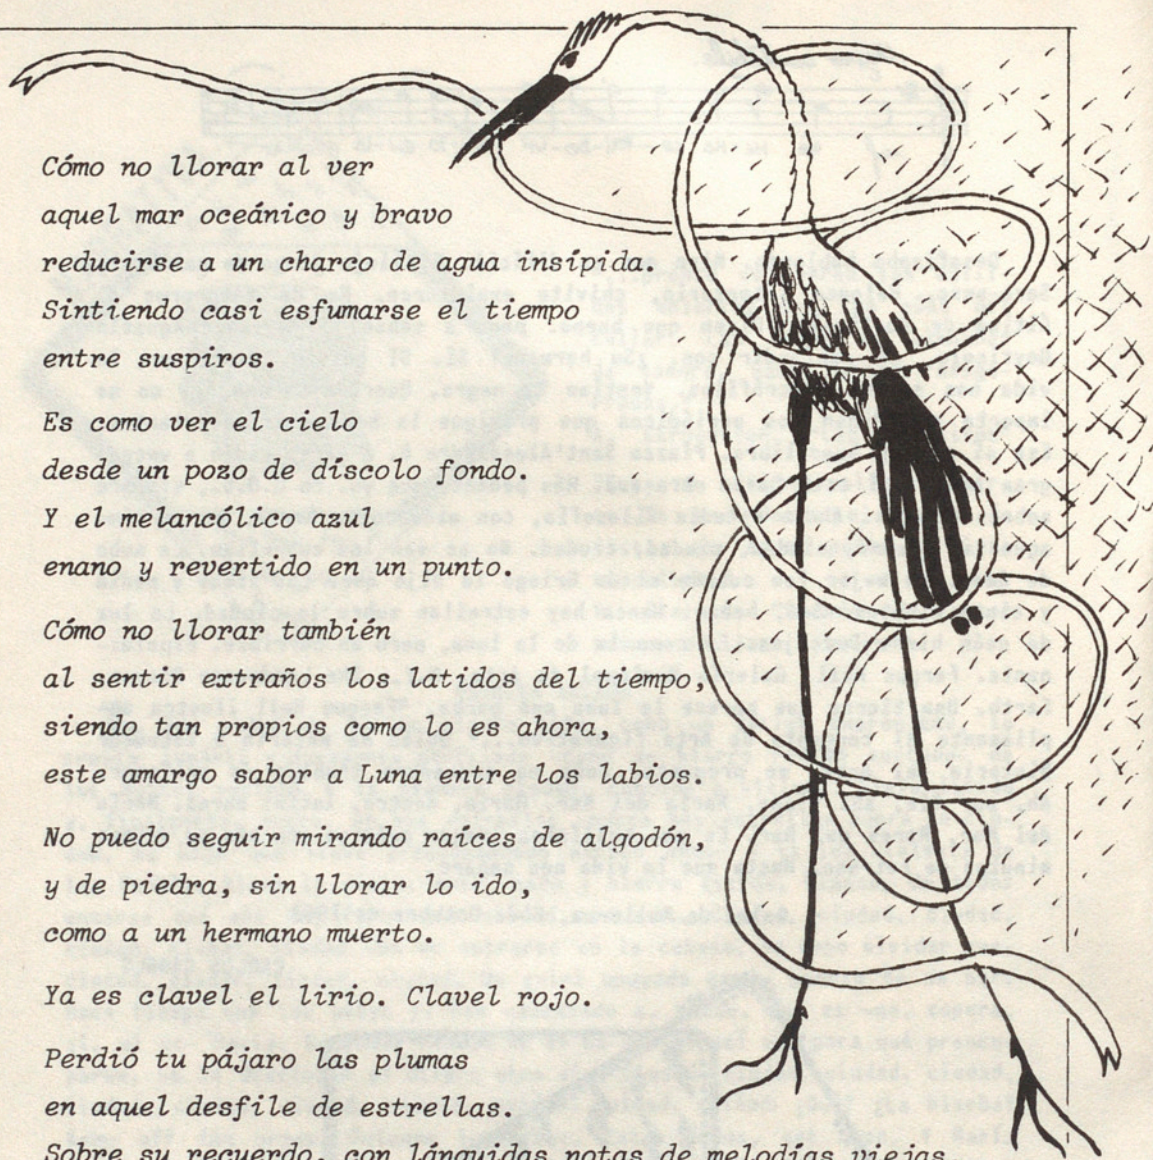 Cómo no llorar al ver
aquel mar oceánico y bravo
reducirse a un charco de agua insípida.
Sintiendo casi esfumarse el tiempo
entre suspiros.
Es como ver el cielo
desde un pozo de díscolo fondo.
Y el melancólico azul
enano y revertido en un punto.
Cómo no llorar también
al sentir extraños los latidos del tiempo,
siendo tan propios como lo es ahora,
este amargo sabor a Luna entre los labios.
No puedo seguir mirando raíces de algodón,
y de piedra, sin llorar lo ido,
como a un hermano muerto.
Ya es clavel el lirio. Clavel rojo.
Perdió tu pájaro las plumas
en aquel desfile de estrellas.
Sobre su recuerdo, con lánguidas notas de melodías viejas